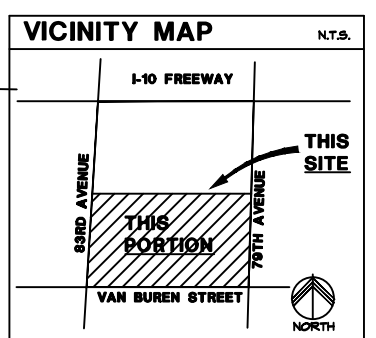 VICINITY MAP N.T.S.
I-10 FREEWAY
THIS
SITE
83RD AVENUE
THIS
PORTION
79TH AVENUE
VAN BUREN STREET
NORTH